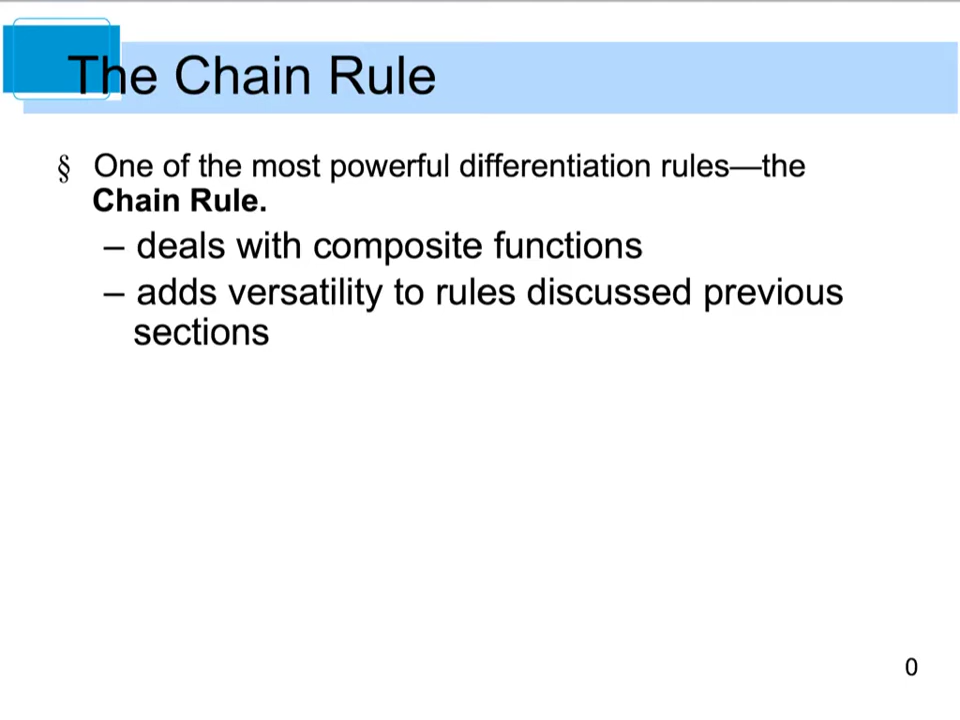 The Chain Rule
§ One of the most powerful differentiation rules—the
Chain Rule.
– deals with composite functions
– adds versatility to rules discussed previous
sections
0